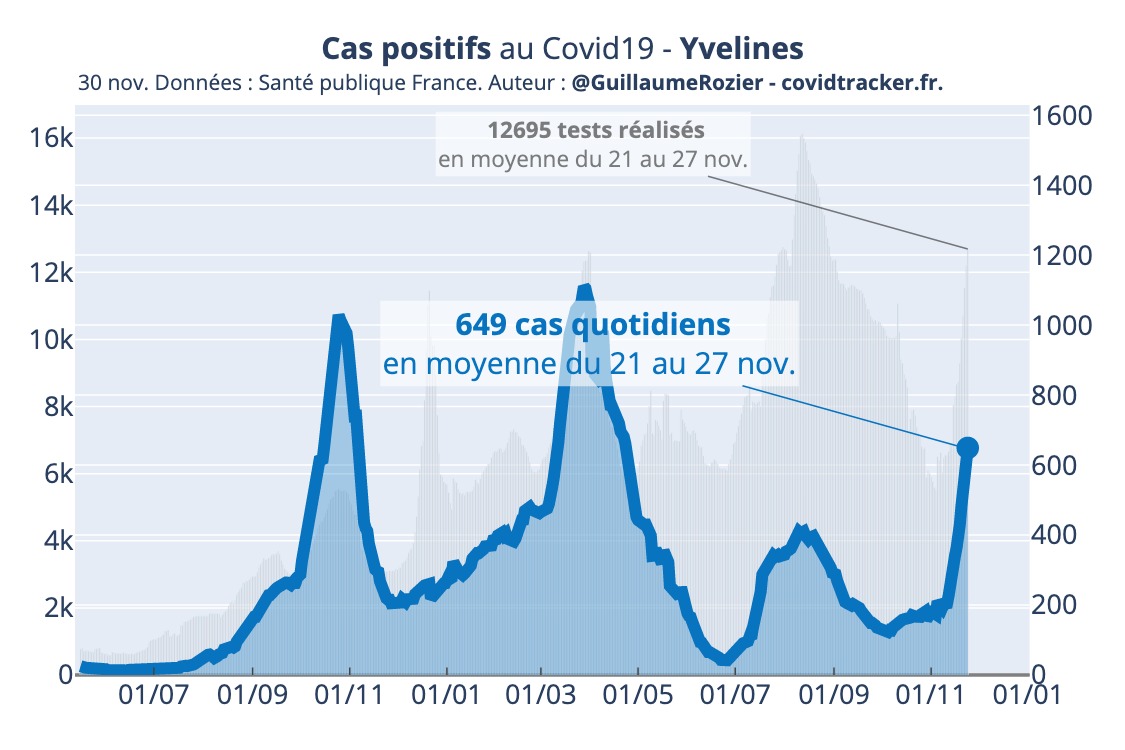 Cas positifs au Covid19 - Yvelines
30 nov. Données : Santé publique France. Auteur : @GuillaumeRozier - covidtracker.fr.
12695 tests réalisés
en moyenne du 21 au 27 nov.
649 cas quotidiens
en moyenne du 21 au 27 nov.
16k
14k
12k
10k
8k
6k
4k
2k
0
1600
1400
1200
1000
800
600
400
200
0
01/07
01/09
01/11
01/01
01/03
01/05
01/07
01/09
01/11
01/01